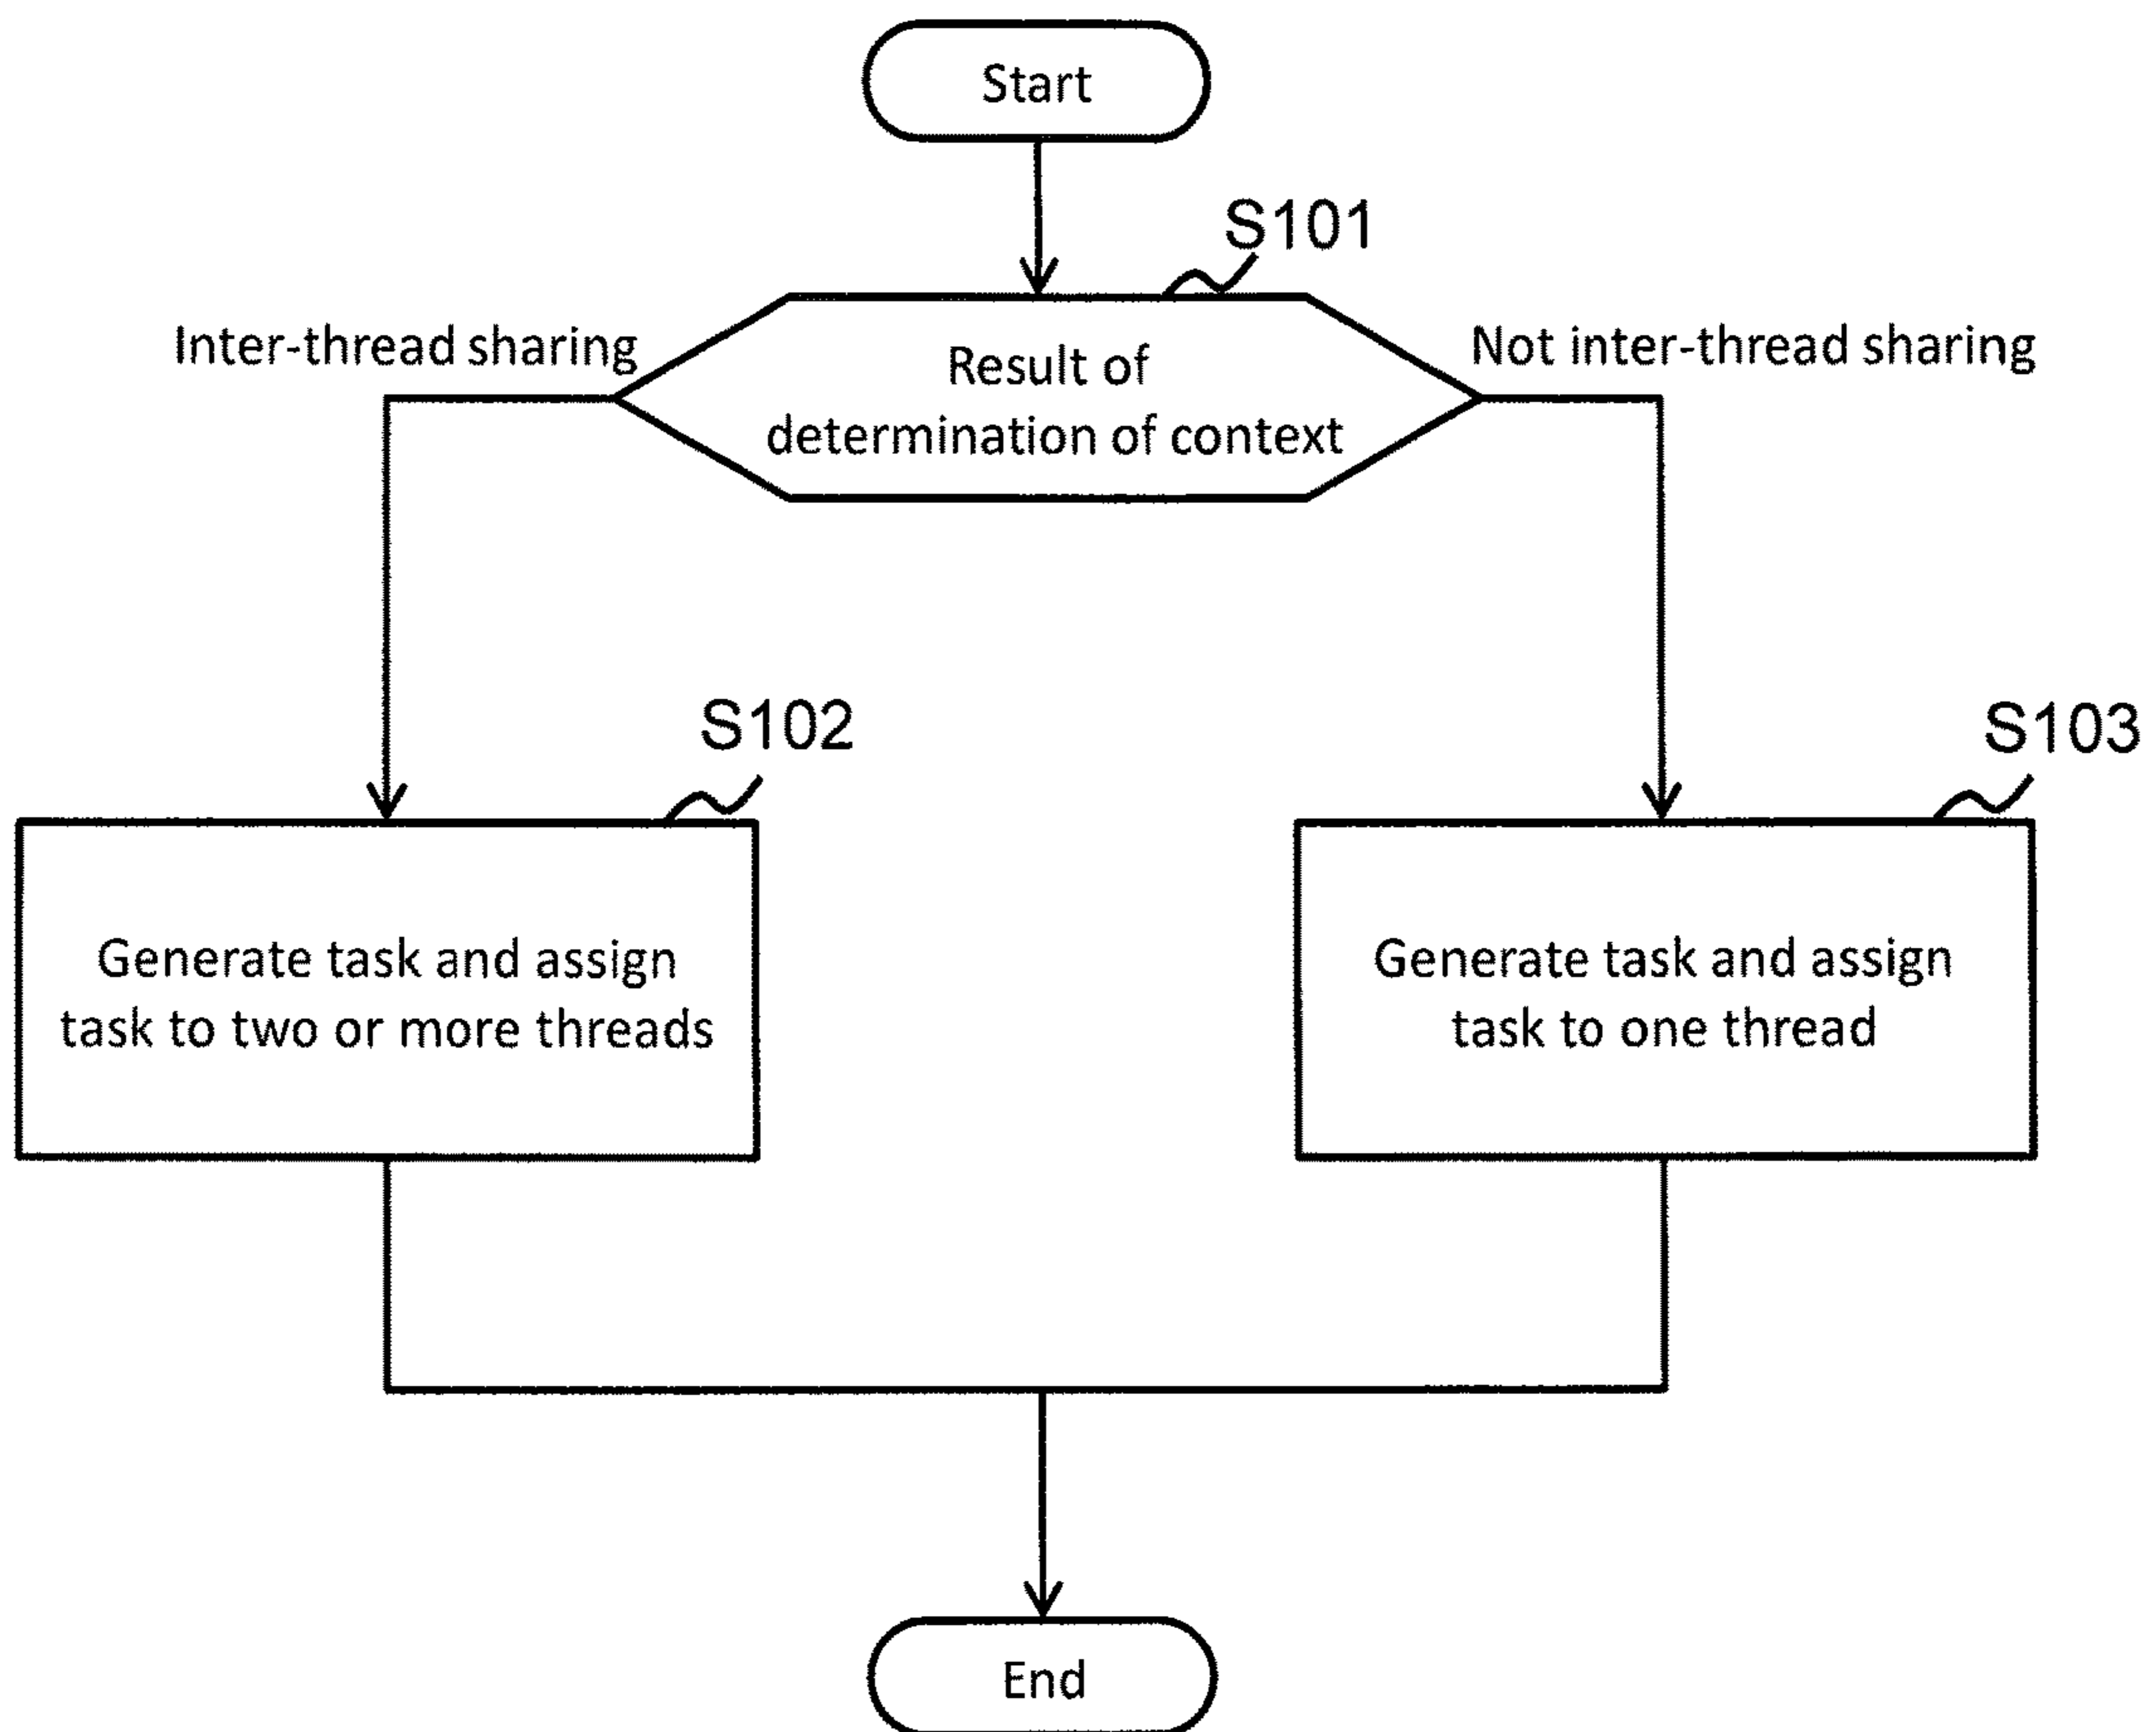 Start
S101
Inter-thread sharing
Result of
determination of context
Not inter-thread sharing
S102
Generate task and assign
task to two or more threads
S103
Generate task and assign
task to one thread
End